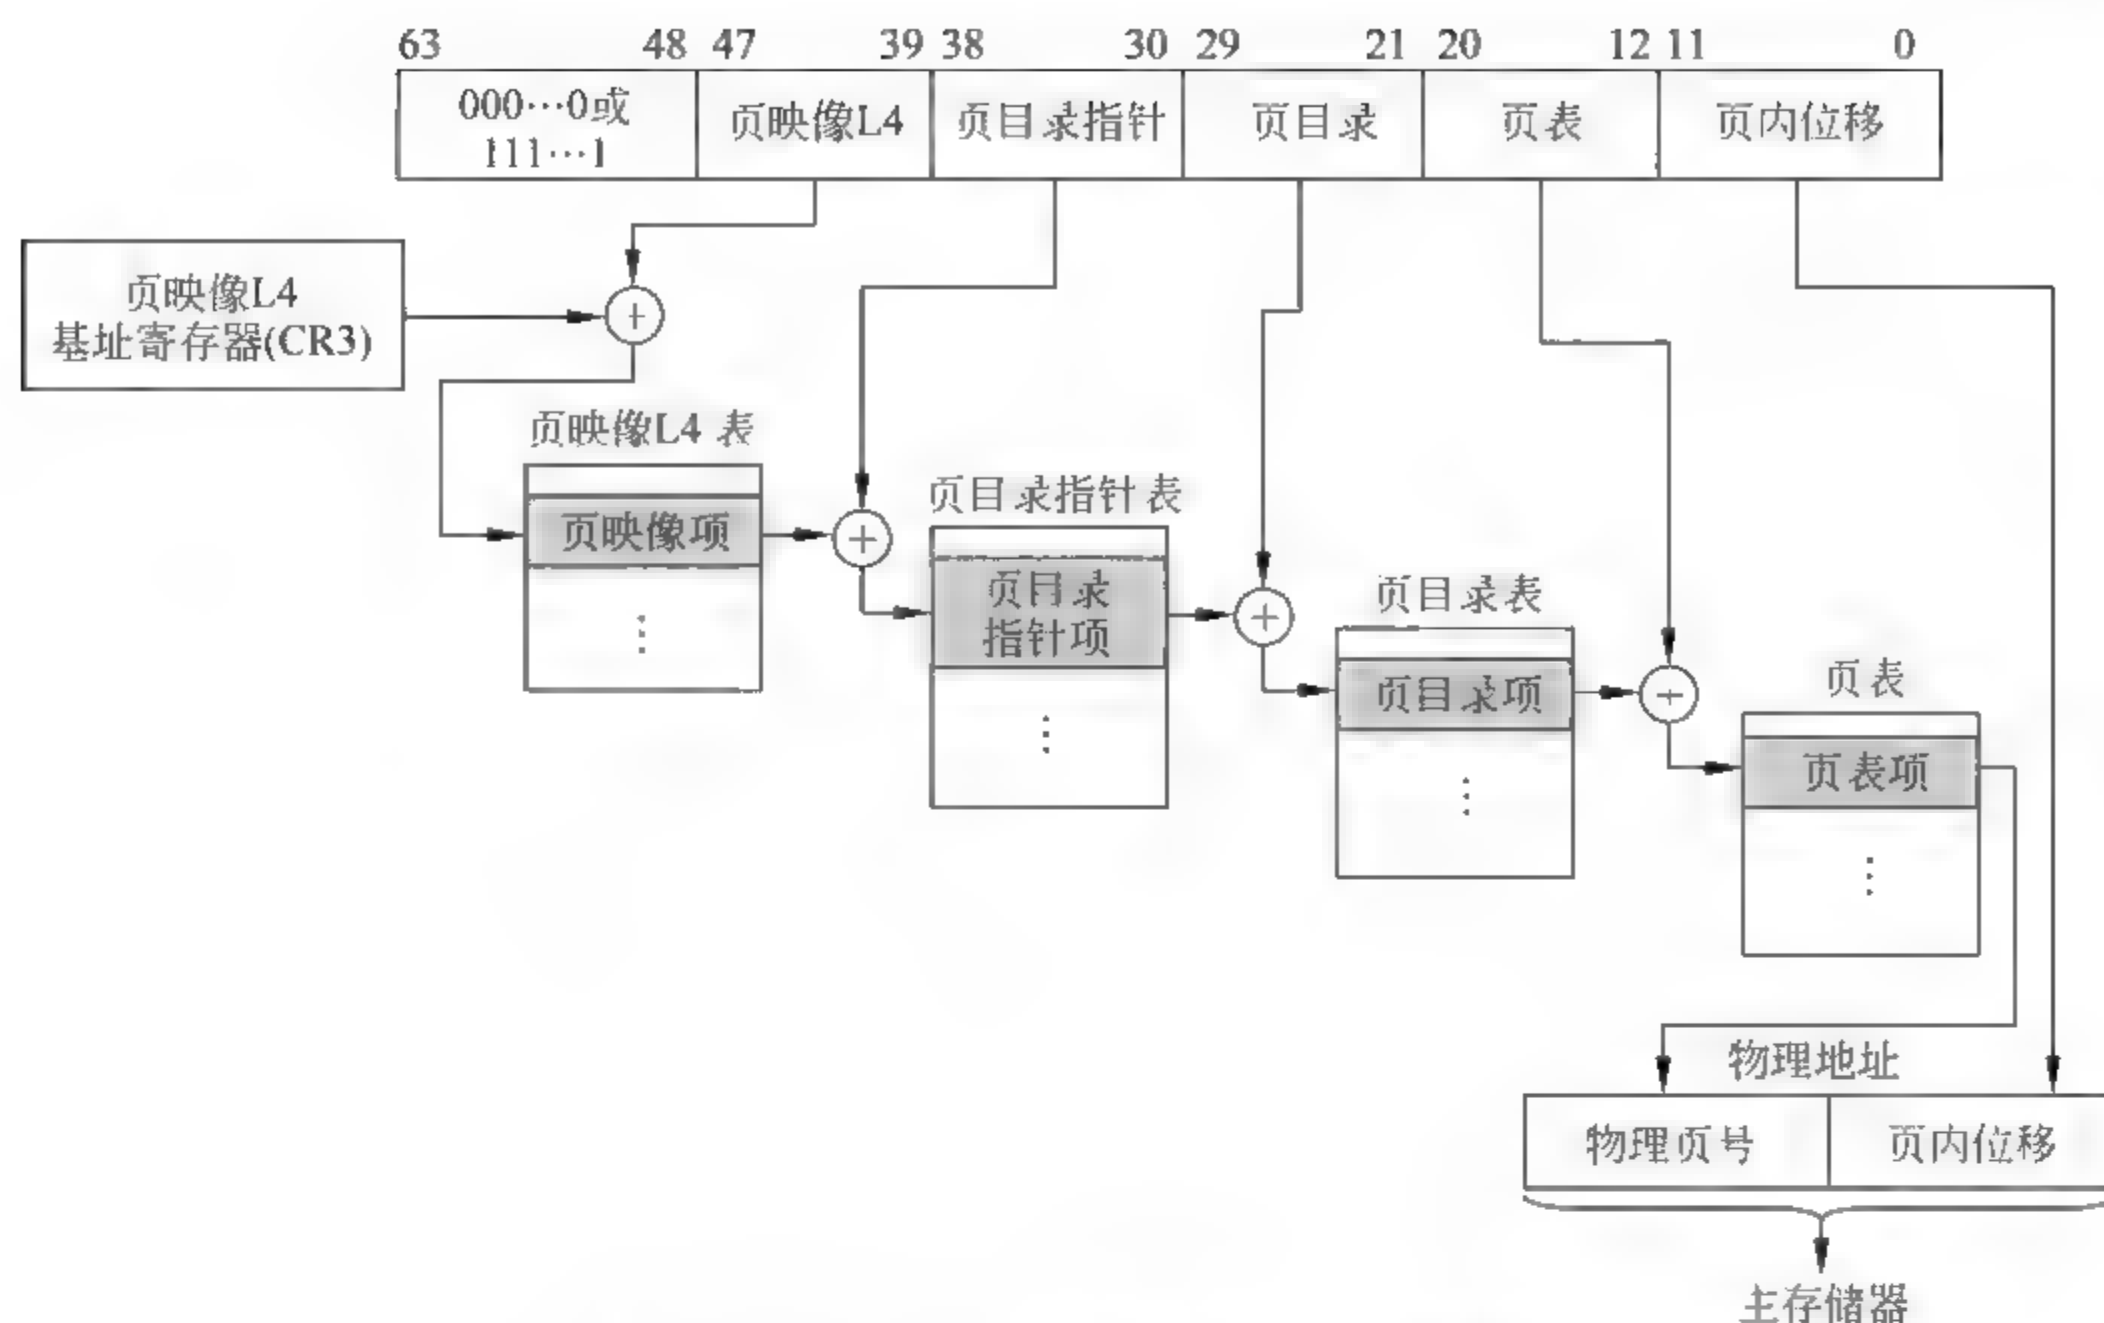 63 48 47 39 38 30 29 21 20 12 11 0
000…0或
111…1
页映像L4
页目录指针
页目录
页表
页内位移
页映像L4
基址寄存器(CR3)
+
页映像L4 表
页映像项
⋮
+
页目录指针表
页目录
指针项
⋮
+
页目录表
页目录项
⋮
+
页表
页表项
⋮
物理地址
物理页号
页内位移
主存储器